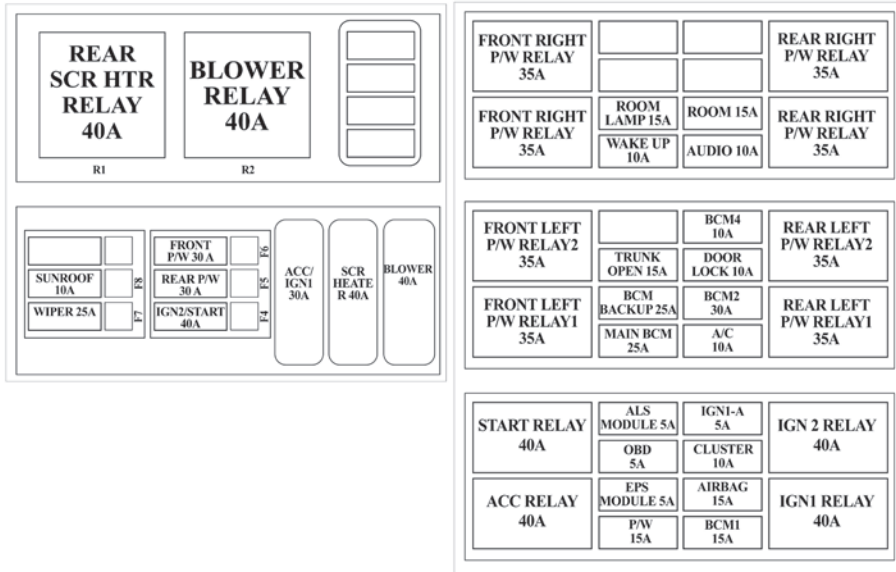 REAR
SCR HTR
RELAY
40A
R1
BLOWER
RELAY
40A
R2
SUNROOF
10A
F8
WIPER 25A
F7
FRONT
P/W 30 A
F6
REAR P/W
30 A
F5
IGN2/START
40A
F4
ACC/
IGN1
30A
SCR
HEATE
R 40A
BLOWER
40A
FRONT RIGHT
P/W RELAY
35A
REAR RIGHT
P/W RELAY
35A
FRONT RIGHT
P/W RELAY
35A
ROOM
LAMP 15A
ROOM 15A
WAKE UP
10A
AUDIO 10A
REAR RIGHT
P/W RELAY
35A
FRONT LEFT
P/W RELAY2
35A
BCM4
10A
TRUNK
OPEN 15A
DOOR
LOCK 10A
REAR LEFT
P/W RELAY2
35A
FRONT LEFT
P/W RELAY1
35A
BCM
BACKUP 25A
BCM2
30A
MAIN BCM
25A
A/C
10A
REAR LEFT
P/W RELAY1
35A
START RELAY
40A
ALS
MODULE 5A
IGN1-A
5A
OBD
5A
CLUSTER
10A
IGN 2 RELAY
40A
ACC RELAY
40A
EPS
MODULE 5A
AIRBAG
15A
P/W
15A
BCM1
15A
IGN1 RELAY
40A